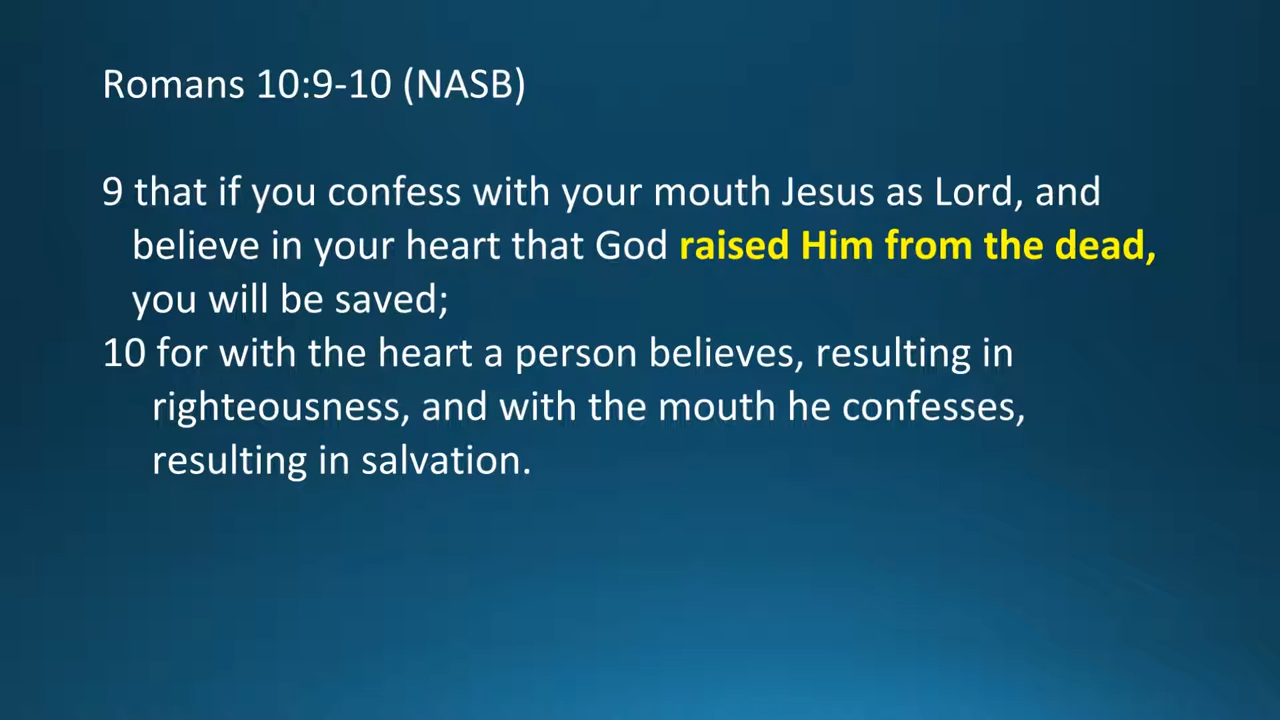 Romans 10:9-10 (NASB)
9 that if you confess with your mouth Jesus as Lord, and
believe in your heart that God raised Him from the dead,
you will be saved;
10 for with the heart a person believes, resulting in
righteousness, and with the mouth he confesses,
resulting in salvation.